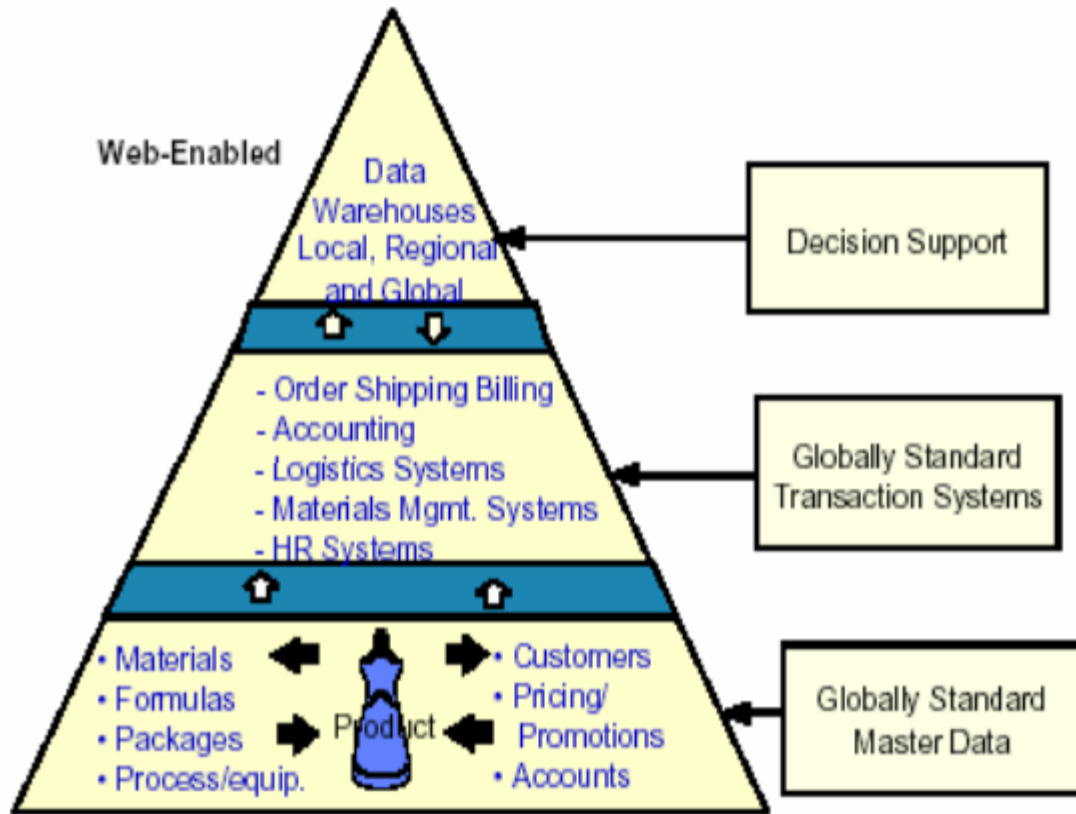 Web-Enabled
Data
Warehouses
Local, Regional
and Global
Decision Support
- Order Shipping Billing
- Accounting
- Logistics Systems
- Materials Mgmt. Systems
- HR Systems
Globally Standard
Transaction Systems
• Materials
• Formulas
• Packages
• Process/equip.
Product
• Customers
• Pricing/
Promotions
• Accounts
Globally Standard
Master Data